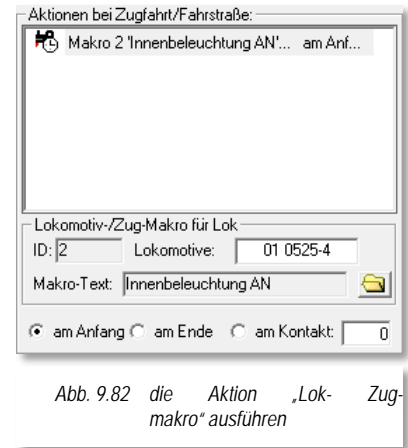 Aktionen bei Zugfahrt/Fahrstraße:
Makro 2 'Innenbeleuchtung AN'... am Anf...
Lokomotiv-/Zug-Makro für Lok
ID: 2 Lokomotive: 01 0525-4
Makro-Text: Innenbeleuchtung AN
am Anfang am Ende am Kontakt: 0
Abb. 9.82 die Aktion „Lok- Zug-
makro“ ausführen